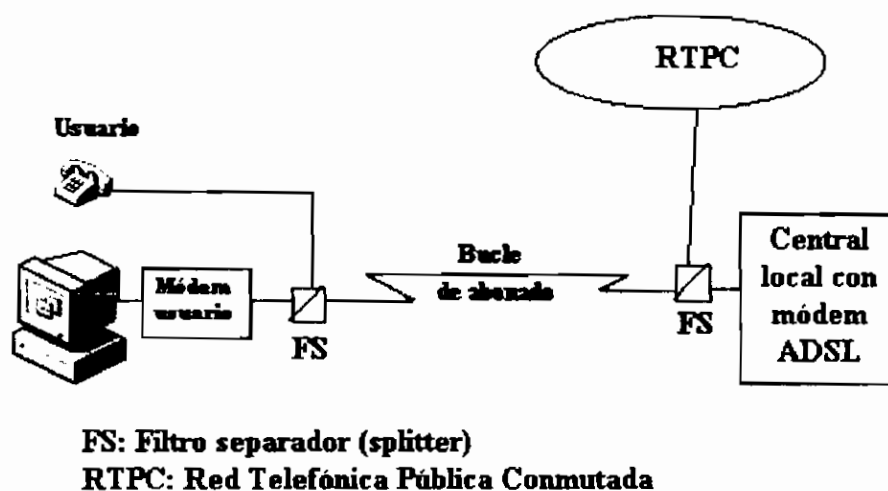 RTPC
Usuario
Módem
usuario
FS
Bucle
de abonado
FS
Central
local con
módem
ADSL
FS: Filtro separador (splitter)
RTPC: Red Telefónica Pública Conmutada